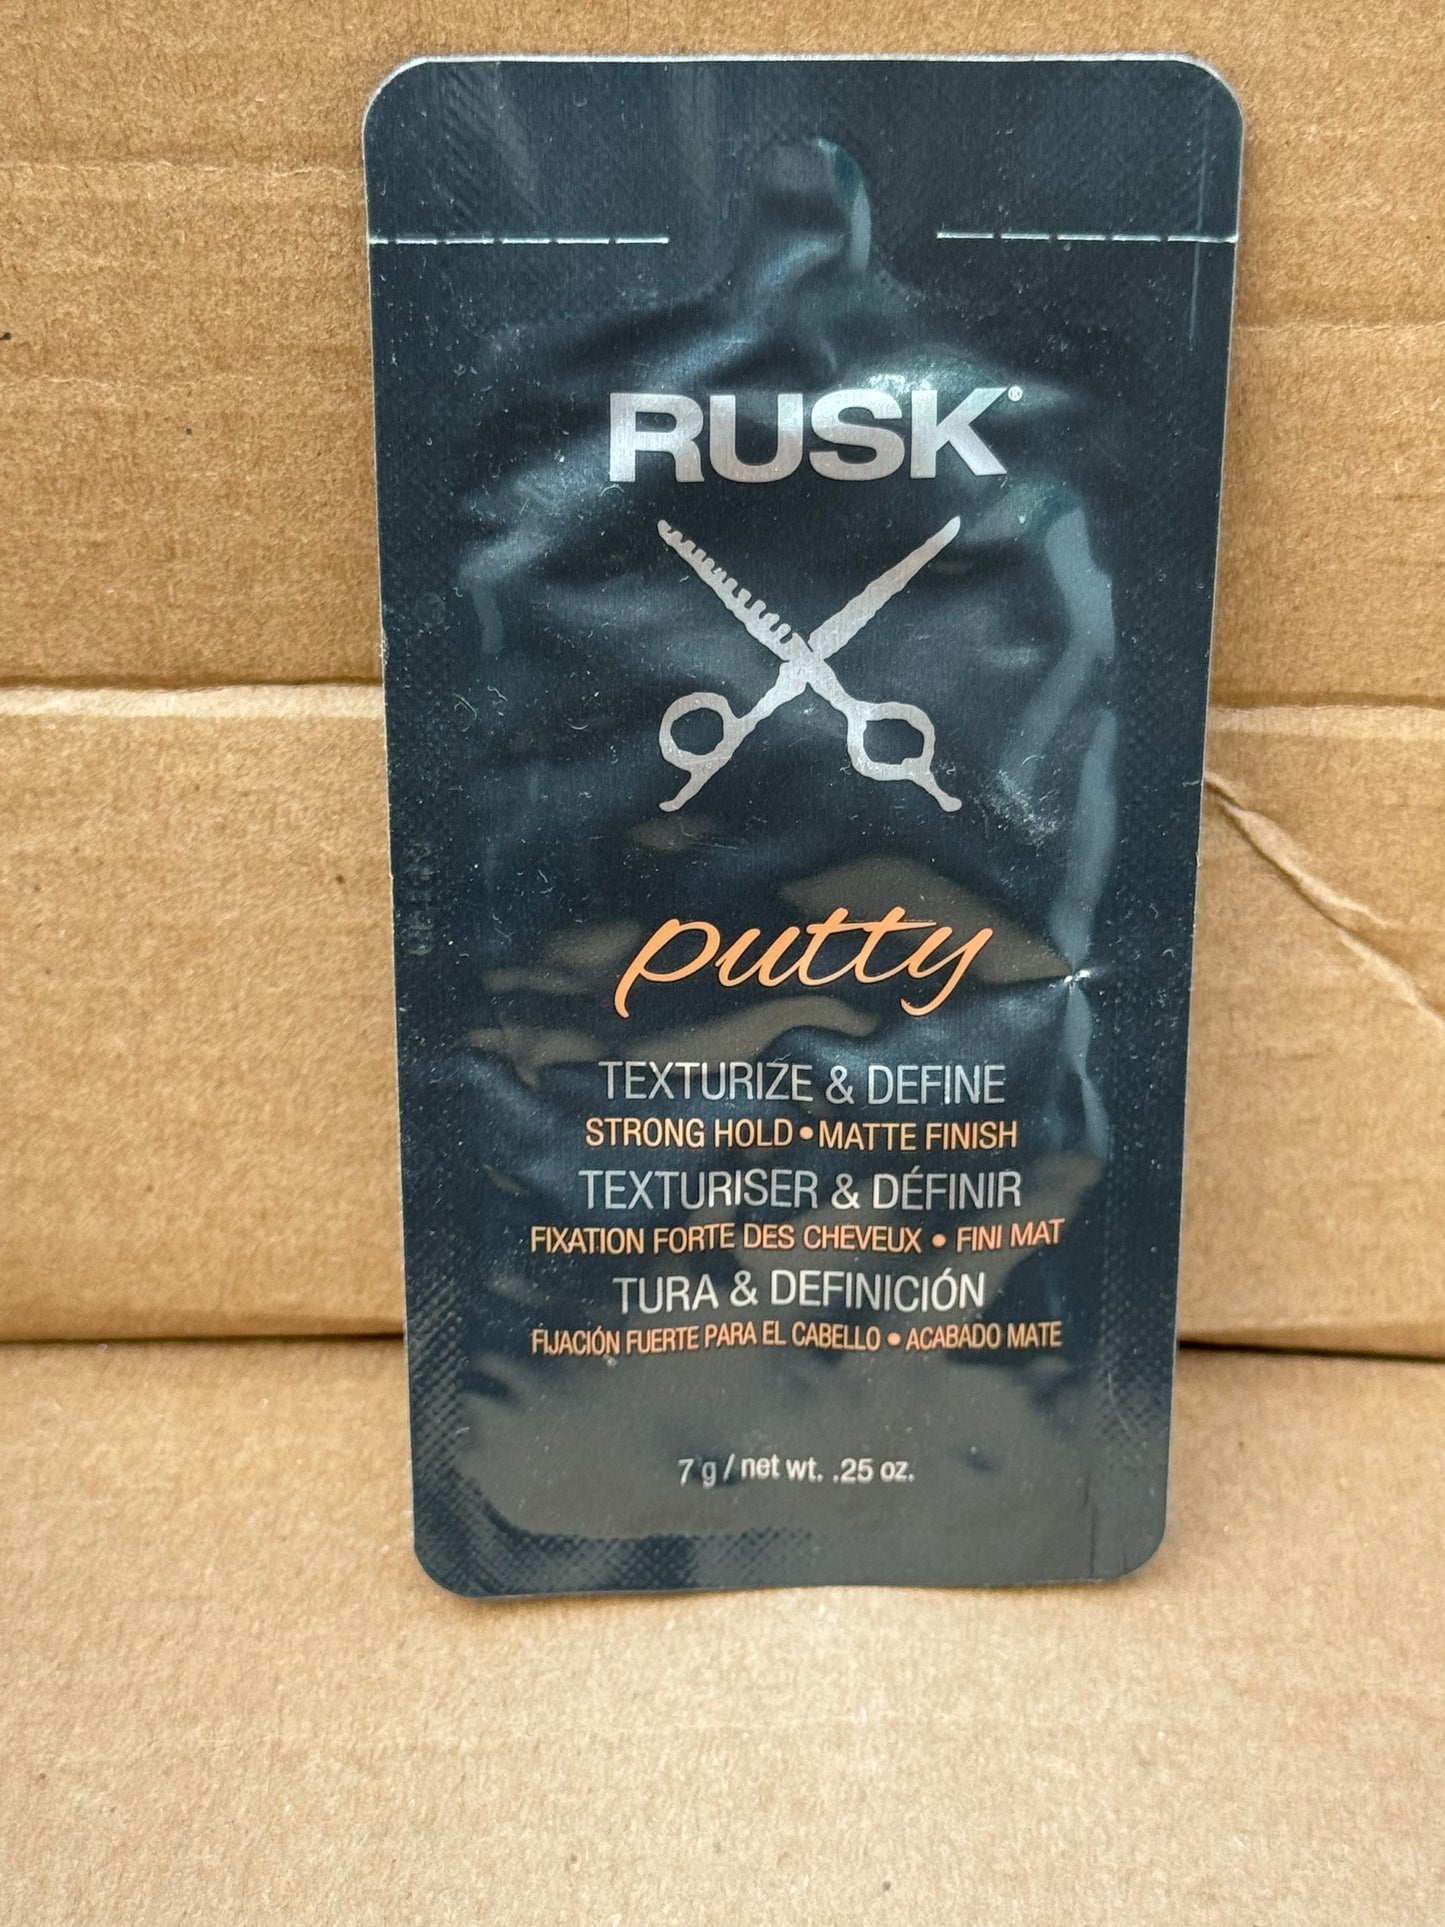 RUSK®
putty
TEXTURIZE & DEFINE
STRONG HOLD • MATTE FINISH
TEXTURISER & DÉFINIR
FIXATION FORTE DES CHEVEUX • FINI MAT
TURA & DEFINICIÓN
FIJACIÓN FUERTE PARA EL CABELLO • ACABADO MATE
7 g / net wt. .25 oz.